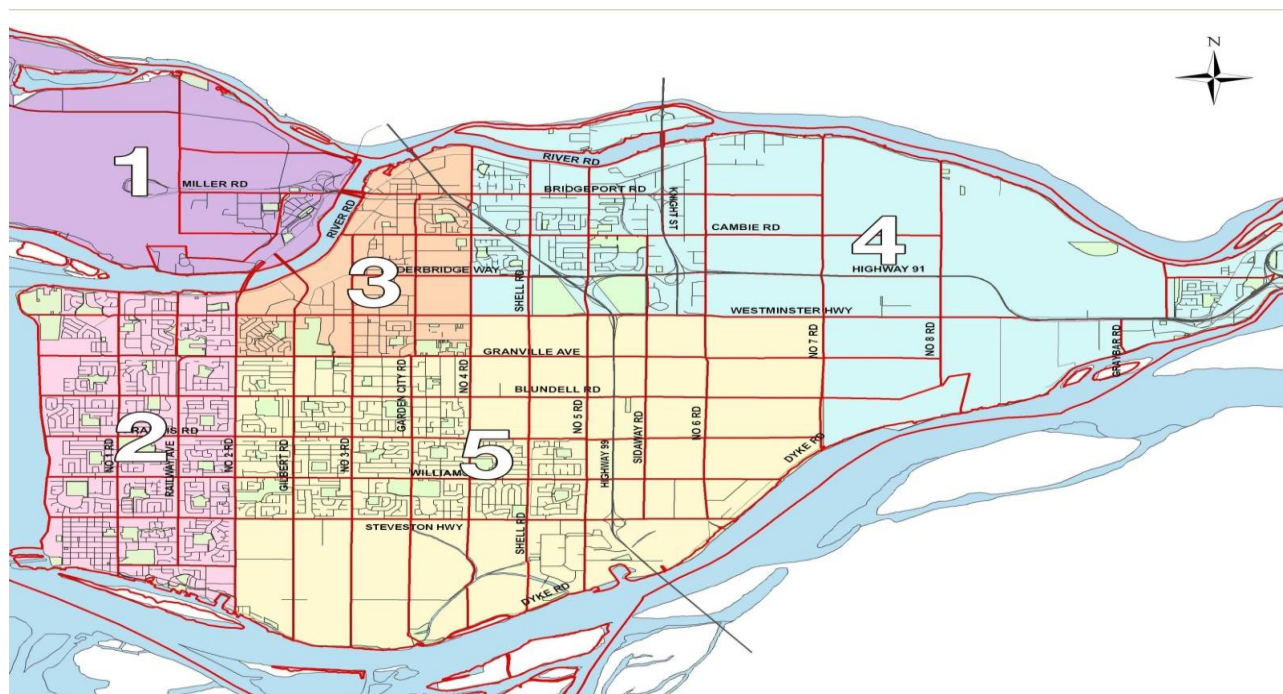 N
1
MILLER RD
RIVER RD
RIVER RD
BRIDGEPORT RD
KNIGHT ST
CAMBIE RD
4
3
DERBRIDGE WAY
HIGHWAY 91
SHELL RD
WESTMINSTER HWY
NO 7 RD
NO 8 RD
GRAYBAR RD
GRANVILLE AVE
GARDEN CITY RD
NO 4 RD
BLUNDELL RD
2
NO 1 RD
RAILWAY AVE
NO 2 RD
GILBERT RD
NO 3 RD
WILLIAMS
5
NO 5 RD
HIGHWAY 99
SIDAWAY RD
NO 6 RD
DYKE RD
STEVESTON HWY
SHELL RD
DYKE RD